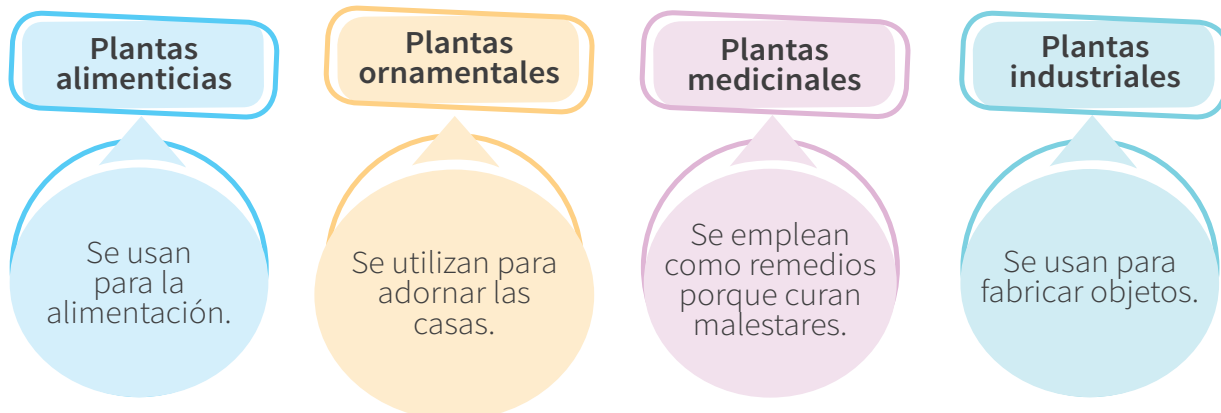 Plantas
alimenticias
Se usan
para la
alimentación.
Plantas
ornamentales
Se utilizan para
adornar las
casas.
Plantas
medicinales
Se emplean
como remedios
porque curan
malestares.
Plantas
industriales
Se usan para
fabricar objetos.